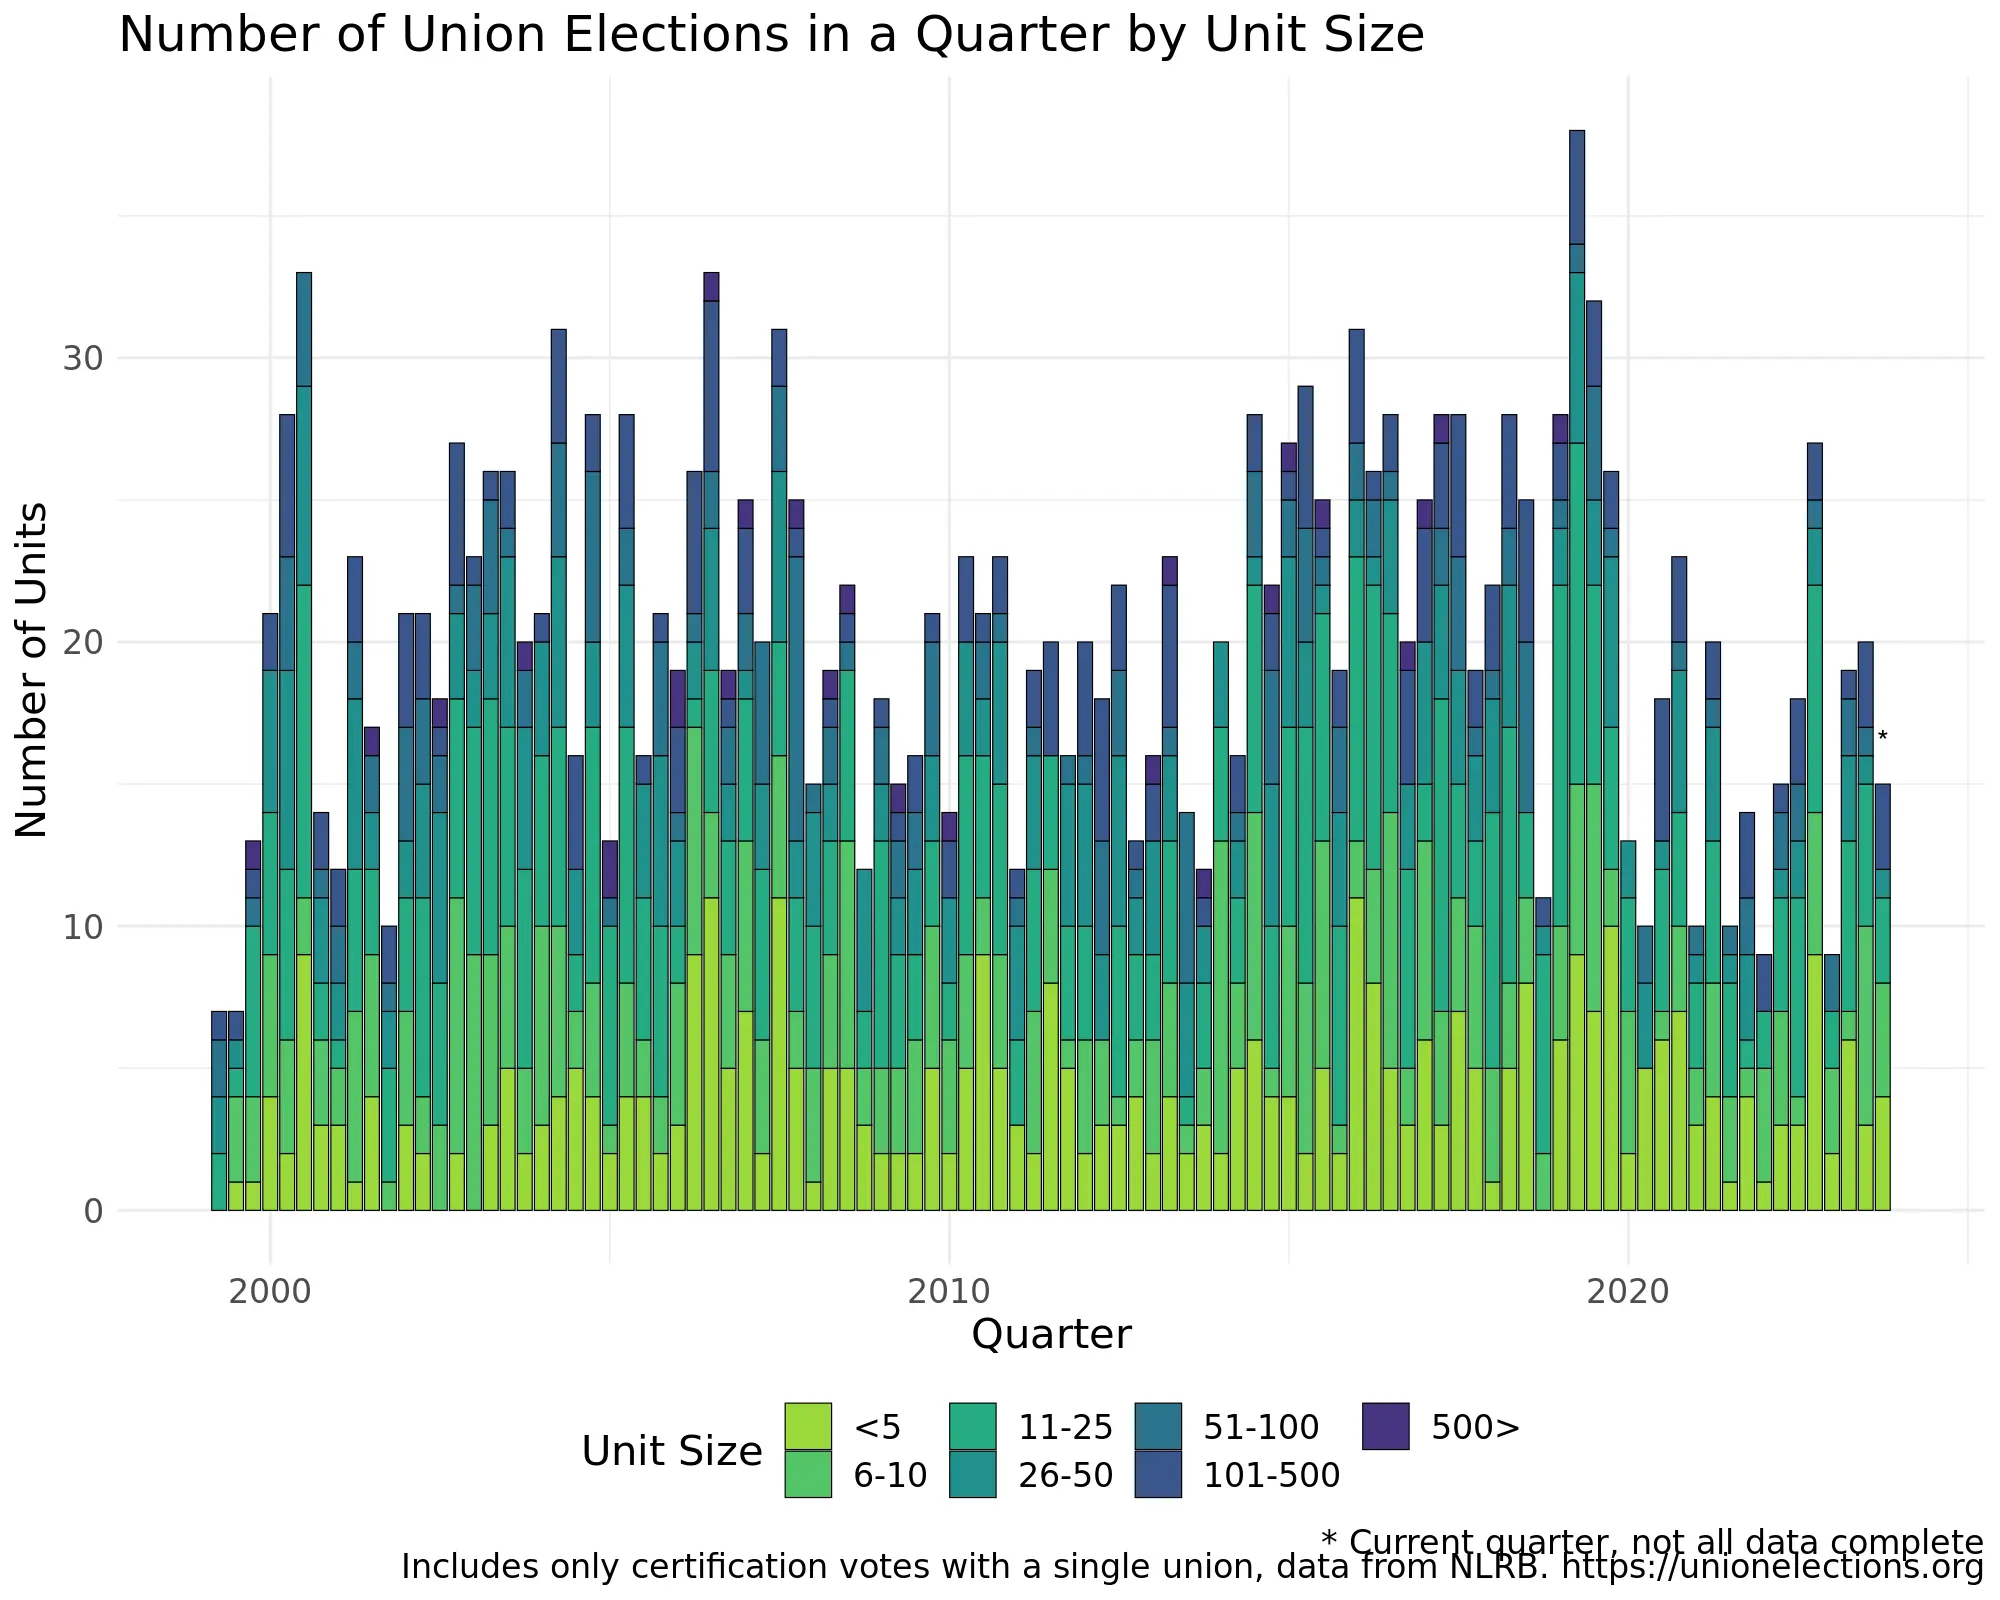 Number of Union Elections in a Quarter by Unit Size
Number of Units
30
20
10
0
*
2000 2010 2020
Quarter
Unit Size
<5 11-25 51-100 500>
6-10 26-50 101-500
* Current quarter, not all data complete
Includes only certification votes with a single union, data from NLRB. https://unionelections.org